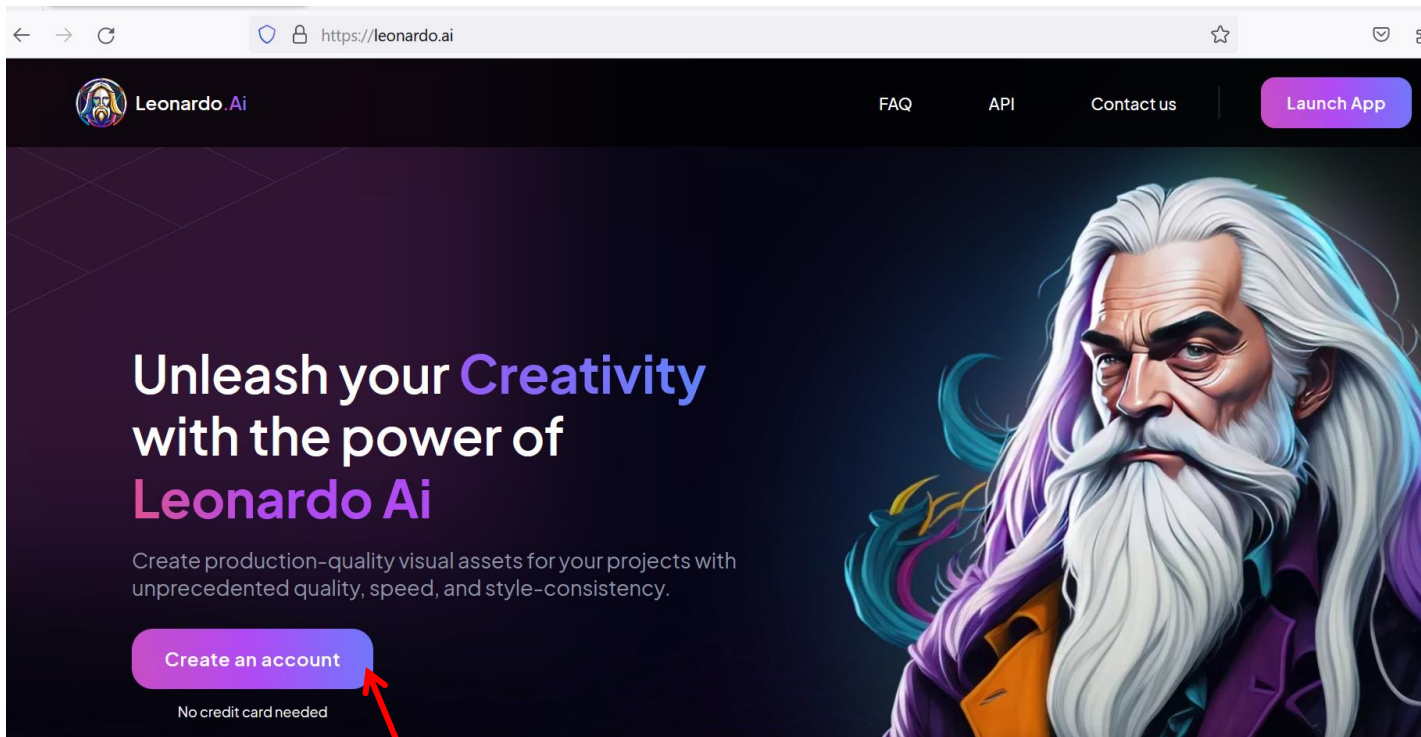 https://leonardo.ai
Leonardo.Ai
FAQ
API
Contact us
Launch App
Unleash your Creativity
with the power of
Leonardo Ai
Create production-quality visual assets for your projects with
unprecedented quality, speed, and style-consistency.
Create an account
No credit card needed